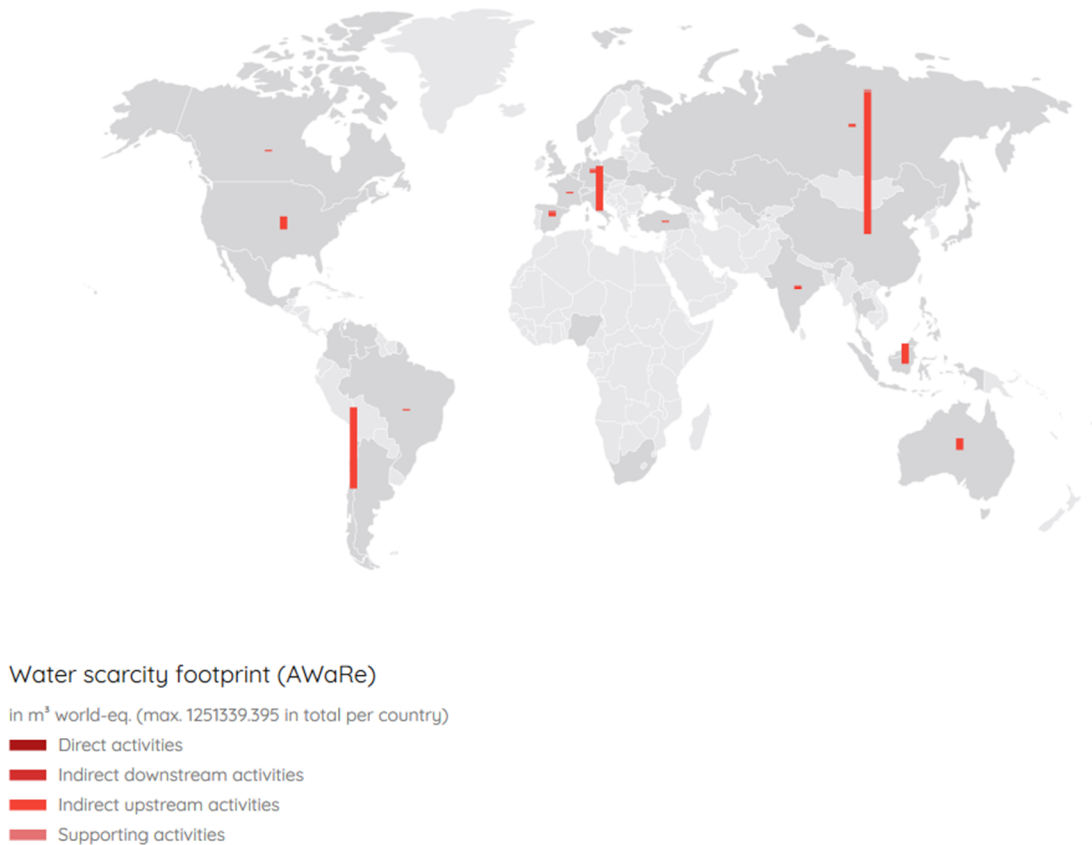 Water scarcity footprint (AWaRe)
in m³ world-eq. (max. 1251339.395 in total per country)
Direct activities
Indirect downstream activities
Indirect upstream activities
Supporting activities